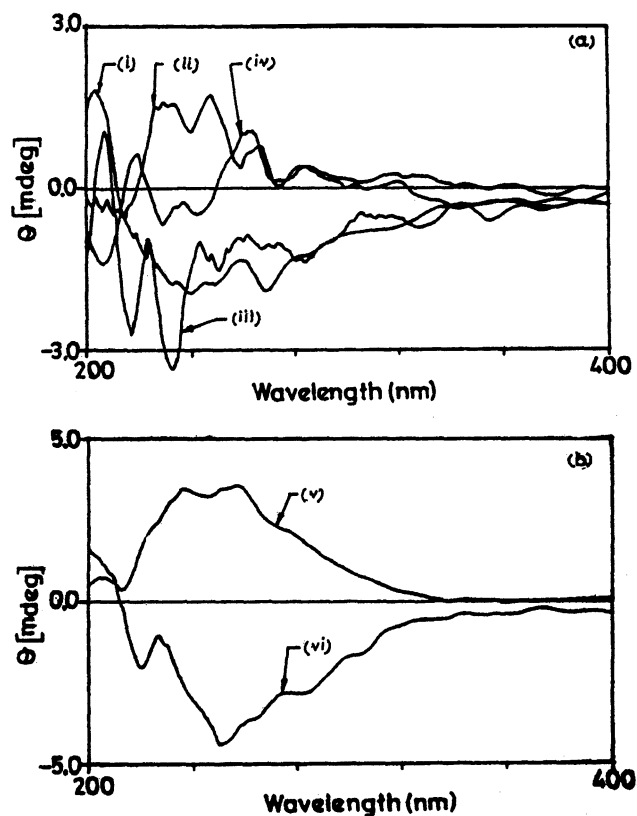 3.0
(a)
(i)
(ii)
(iv)
0.0
Θ [mdeg]
(iii)
-3.0
200
400
Wavelength (nm)
5.0
(b)
(v)
0.0
Θ [mdeg]
(vi)
-5.0
200
400
Wavelength (nm)